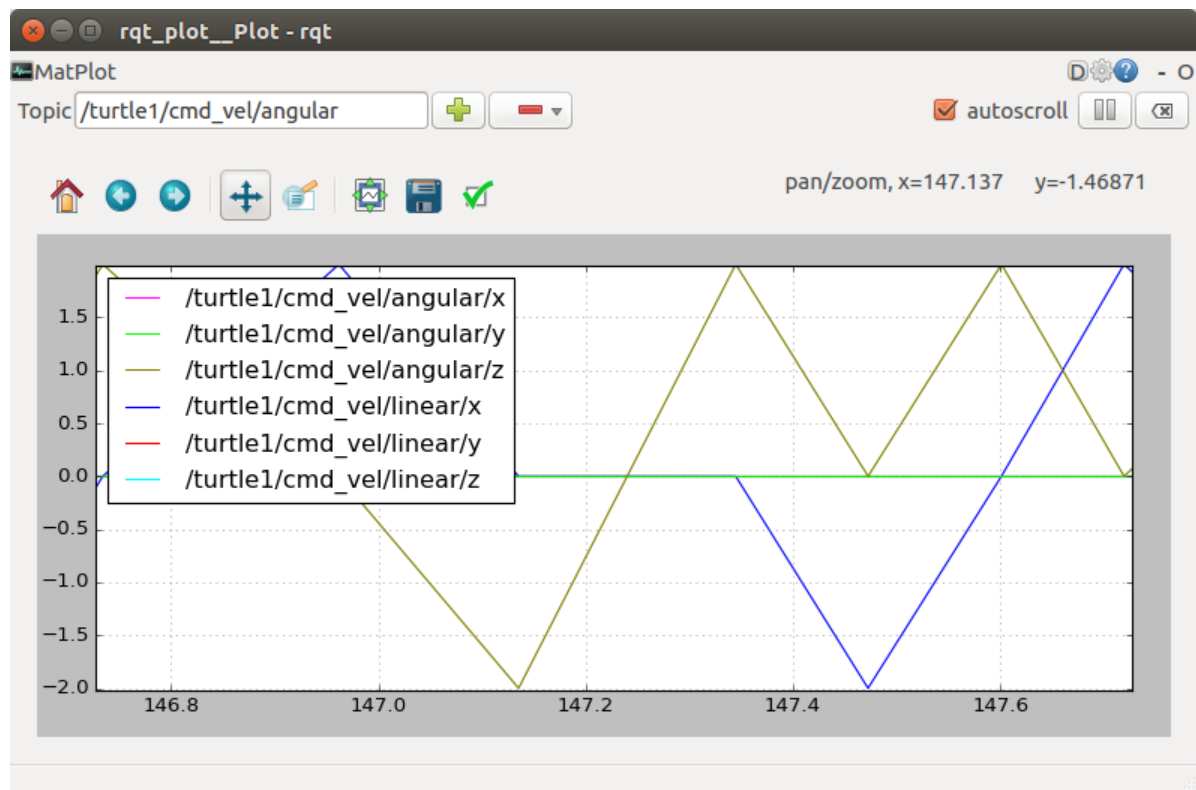 rqt_plot__Plot - rqt
MatPlot D ? - O
Topic /turtle1/cmd_vel/angular autoscroll
pan/zoom, x=147.137 y=-1.46871
/turtle1/cmd_vel/angular/x
/turtle1/cmd_vel/angular/y
/turtle1/cmd_vel/angular/z
/turtle1/cmd_vel/linear/x
/turtle1/cmd_vel/linear/y
/turtle1/cmd_vel/linear/z
1.5
1.0
0.5
0.0
−0.5
−1.0
−1.5
−2.0
146.8 147.0 147.2 147.4 147.6